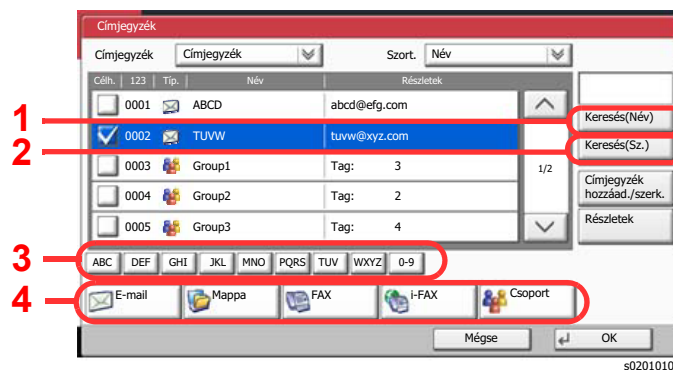 Címjegyzék
Címjegyzék Címjegyzék Szort. Név
Célh. 123 Típ. Név Részletek
0001 ABCD abcd@efg.com
1 Keresés(Név)
0002 TUVW tuvw@xyz.com
2 Keresés(Sz.)
0003 Group1 Tag: 3 1/2
Címjegyzék
hozzáad./szerk.
0004 Group2 Tag: 2
0005 Group3 Tag: 4 Részletek
3 ABC DEF GHI JKL MNO PQRS TUV WXYZ 0-9
4 E-mail Mappa FAX i-FAX Csoport
Mégse OK
s0201010